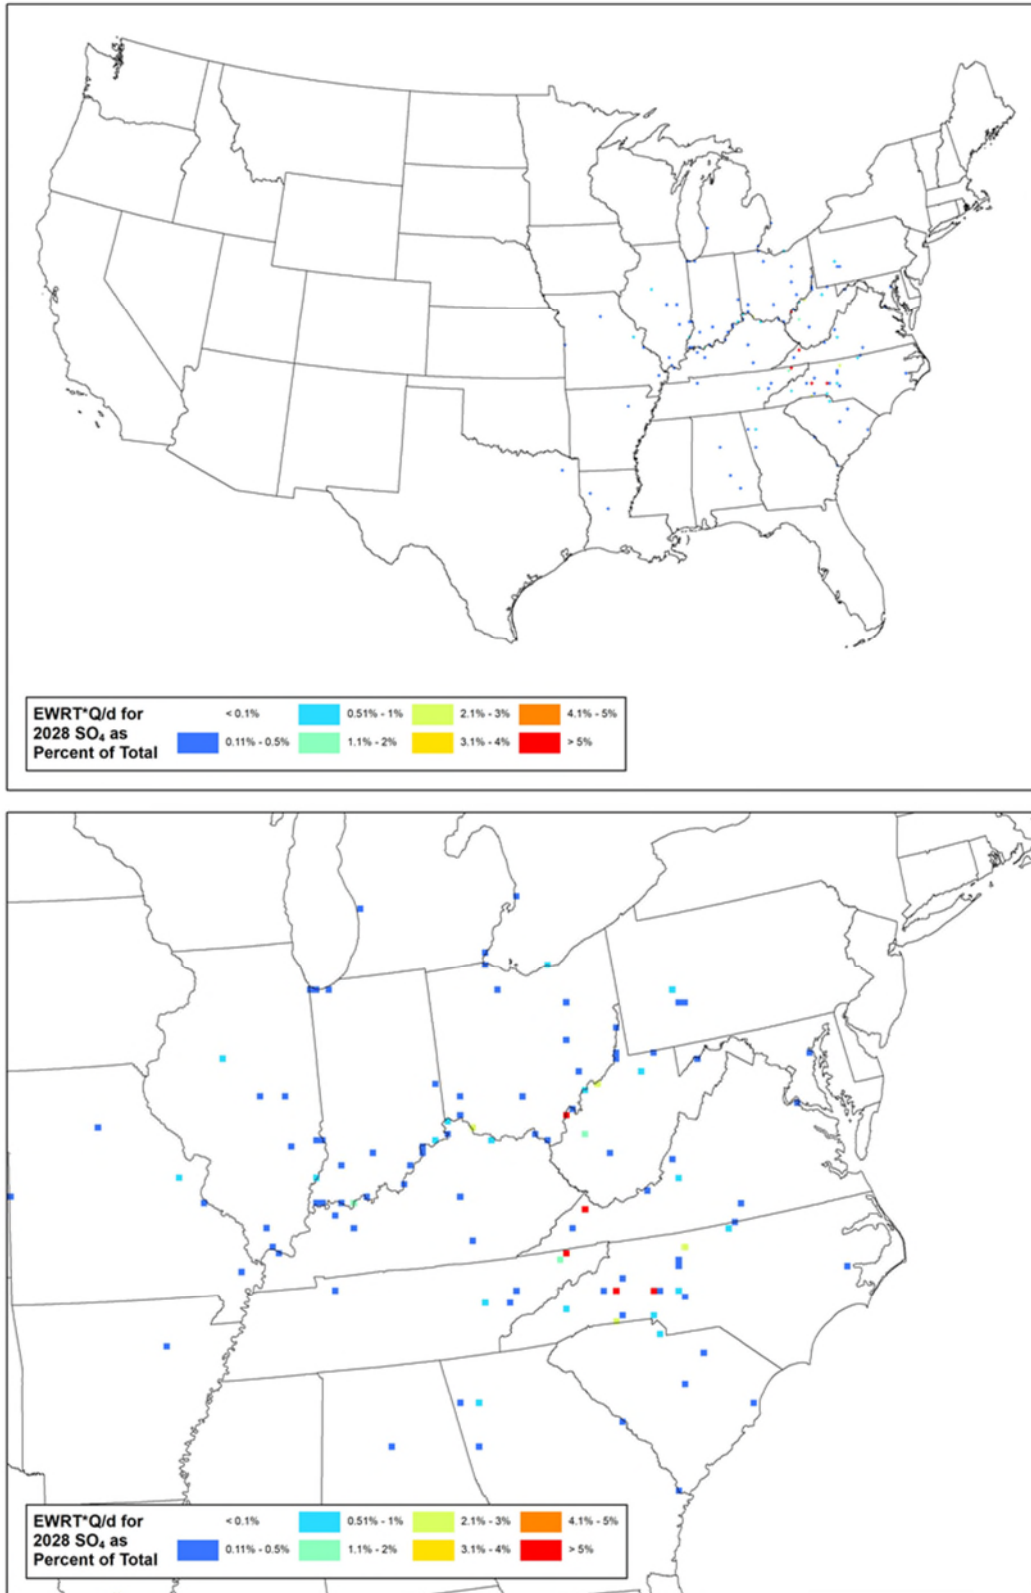 EWRT*Q/d for
2028 SO₄ as
Percent of Total
< 0.1%
0.51% - 1%
2.1% - 3%
4.1% - 5%
0.11% - 0.5%
1.1% - 2%
3.1% - 4%
> 5%
EWRT*Q/d for
2028 SO₄ as
Percent of Total
< 0.1%
0.51% - 1%
2.1% - 3%
4.1% - 5%
0.11% - 0.5%
1.1% - 2%
3.1% - 4%
> 5%